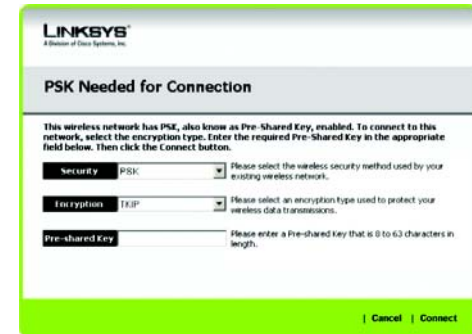 LINKSYS®
A Division of Cisco Systems, Inc.
PSK Needed for Connection
This wireless network has PSK, also know as Pre-Shared Key, enabled. To connect to this
network, select the encryption type. Enter the required Pre-Shared Key in the appropriate
field below. Then click the Connect button.
Security PSK Please select the wireless security method used by your
existing wireless network.
Encryption TKIP Please select an encryption type used to protect your
wireless data transmissions.
Pre-shared Key Please enter a Pre-shared Key that is 8 to 63 characters in
length.
| Cancel | Connect